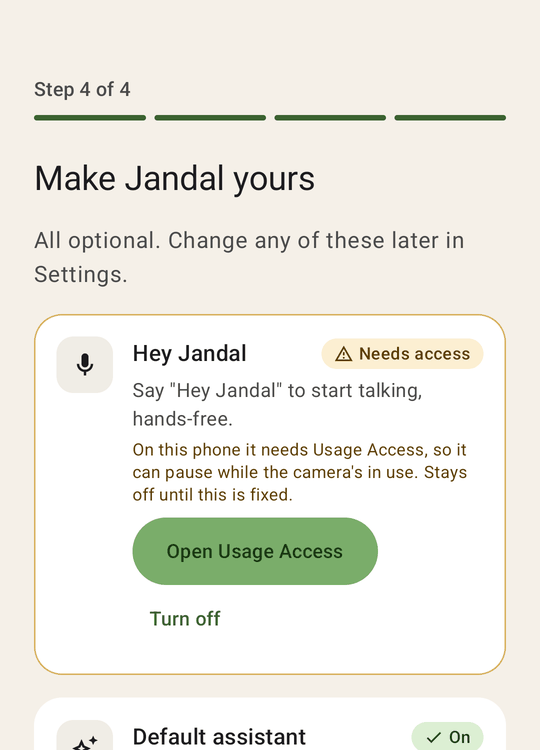 Step 4 of 4
Make Jandal yours
All optional. Change any of these later in
Settings.
Hey Jandal
Needs access
Say "Hey Jandal" to start talking,
hands-free.
On this phone it needs Usage Access, so it
can pause while the camera's in use. Stays
off until this is fixed.
Open Usage Access
Turn off
Default assistant
On